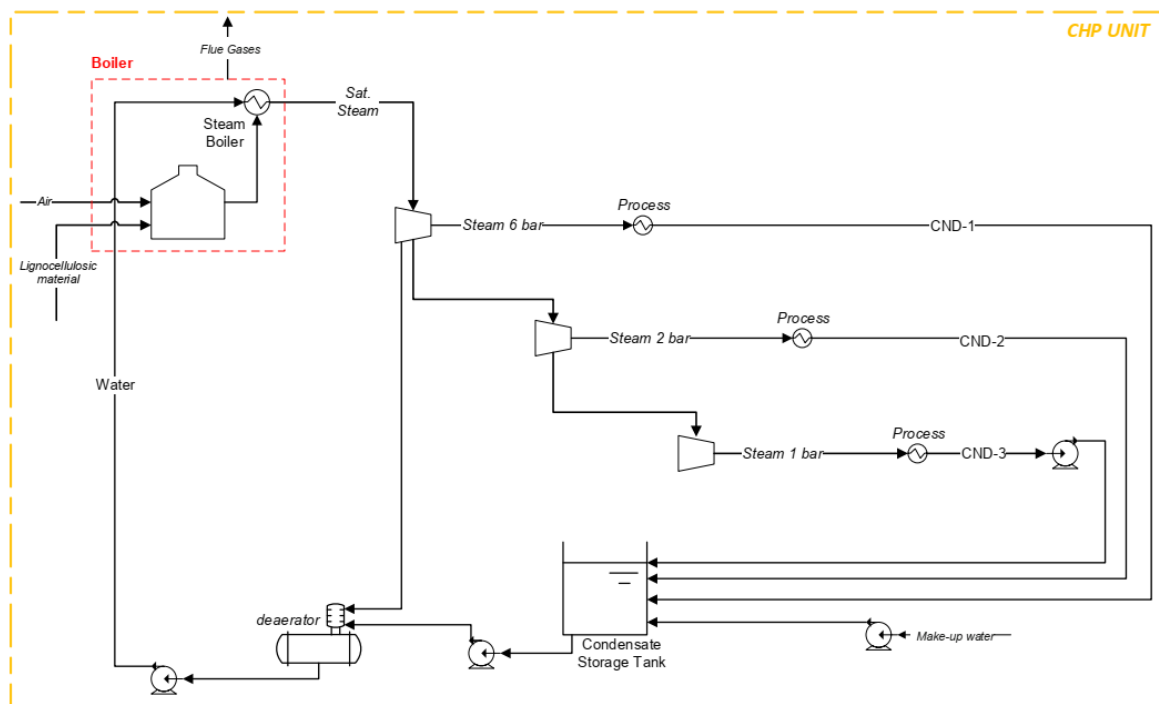 CHP UNIT
Flue Gases
Boiler
Sat.
Steam
Steam
Boiler
Air
Process
Steam 6 bar
CND-1
Lignocellulosic
material
Process
Steam 2 bar
CND-2
Water
Process
Steam 1 bar
CND-3
deaerator
Make-up water
Condensate
Storage Tank